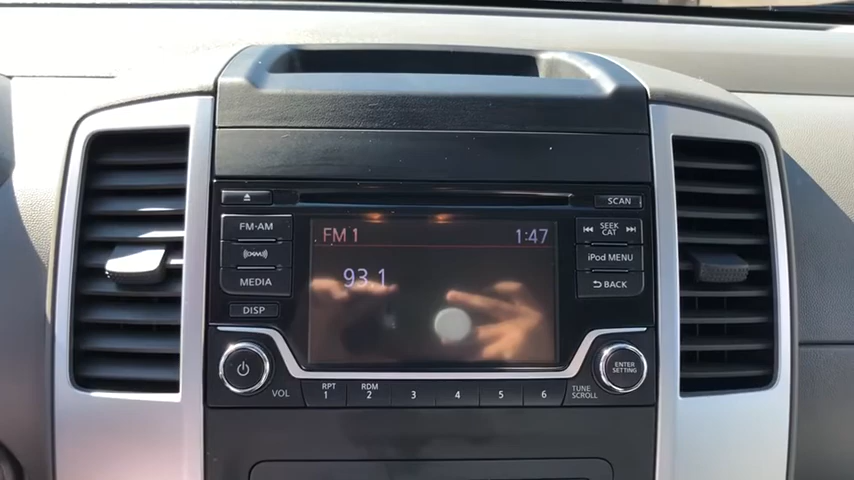 SCAN
FM·AM
SEEK
CAT
XM
iPod MENU
MEDIA
BACK
DISP
FM 1
1:47
93.1
VOL
RPT
1
RDM
2
3
4
5
6
TUNE
SCROLL
ENTER
SETTING